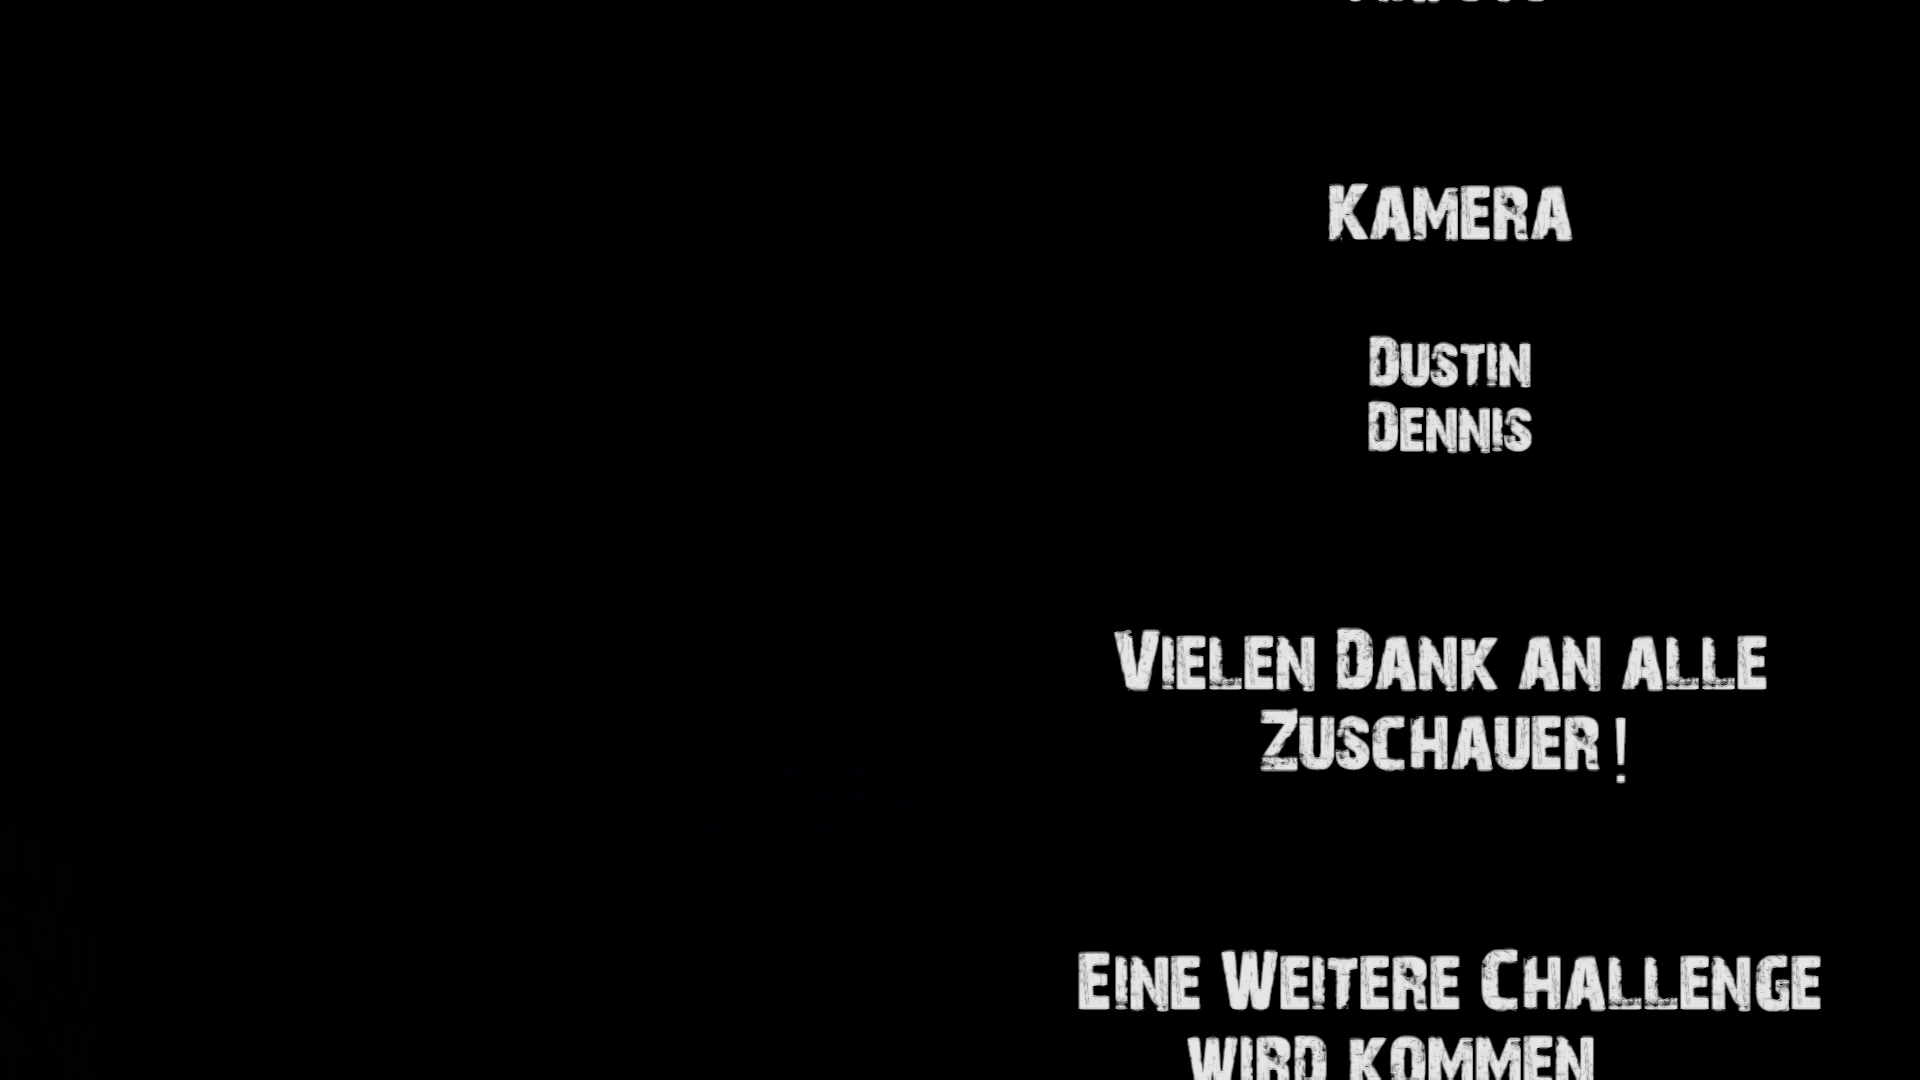 Kamera
Dustin
Dennis
Vielen Dank an alle
Zuschauer!
Eine Weitere Challenge
wird kommen